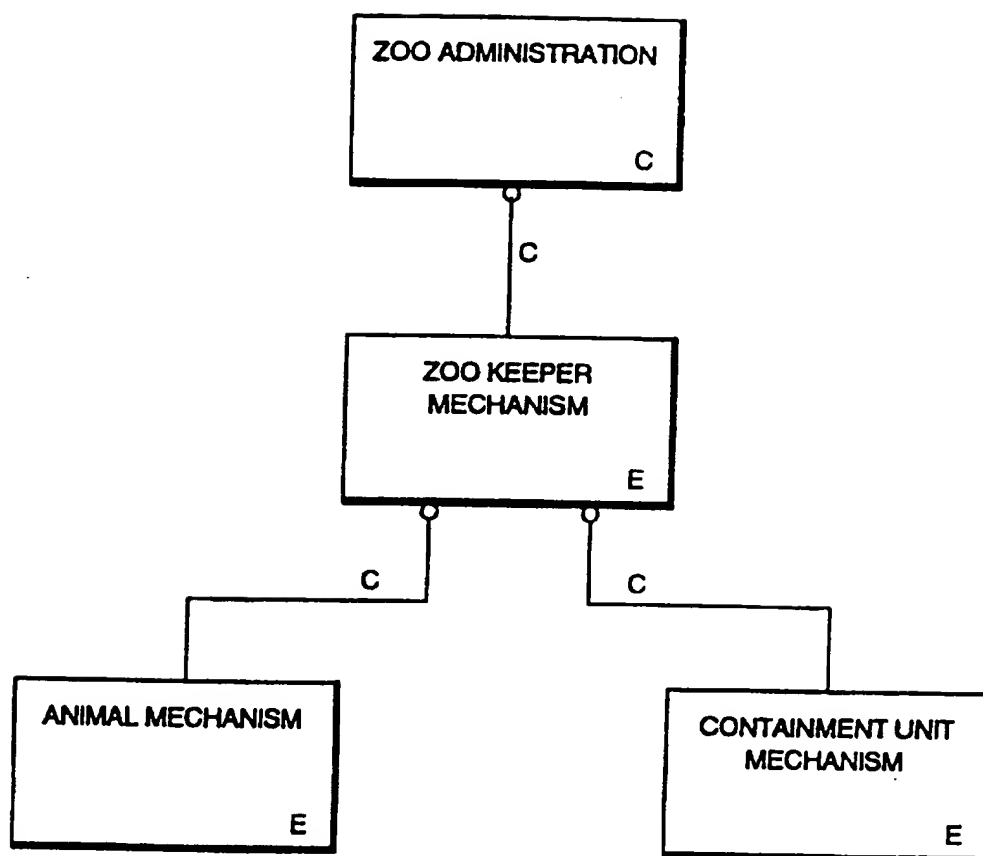 ZOO ADMINISTRATION
C
C
ZOO KEEPER
MECHANISM
E
C
C
ANIMAL MECHANISM
E
CONTAINMENT UNIT
MECHANISM
E